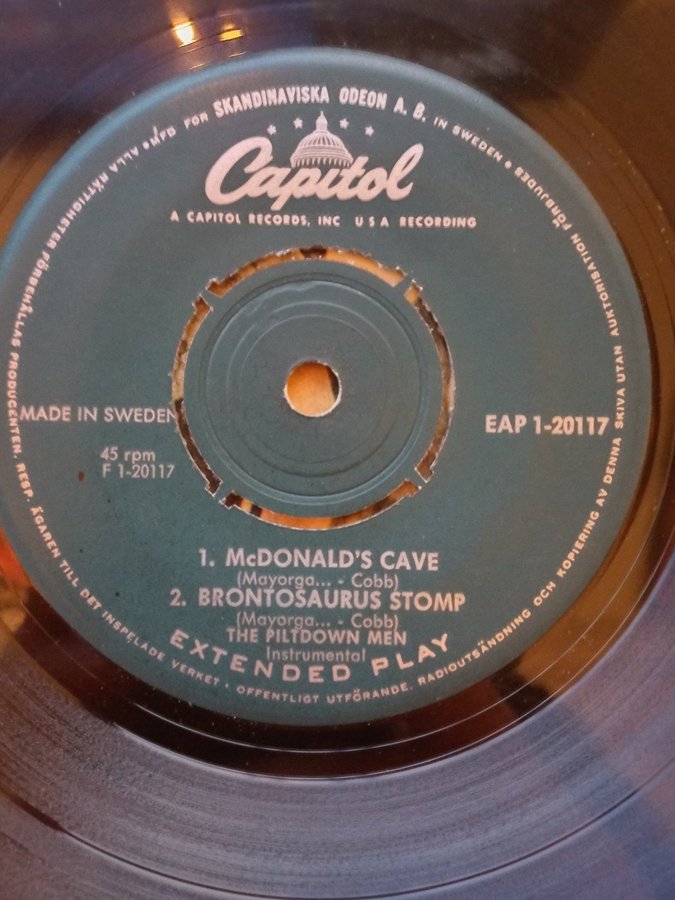 MFD. FOR SKANDINAVISKA ODEON A. B. IN SWEDEN •
Capitol
A CAPITOL RECORDS, INC U S A RECORDING
MADE IN SWEDEN
EAP 1-20117
45 rpm
F 1-20117
1. McDONALD'S CAVE
(Mayorga... - Cobb)
2. BRONTOSAURUS STOMP
(Mayorga... - Cobb)
THE PILTDOWN MEN
Instrumental
EXTENDED PLAY
ALLA RÄTTIGHETER FÖRBEHÅLLAS PRODUCENTEN, RESP. ÄGAREN TILL DET INSPELADE VERKET • OFFENTLIGT UTFÖRANDE, RADIOUTSÄNDNING OCH KOPIERING AV DENNA SKIVA UTAN AUKTORISATION FÖRBJUDES •